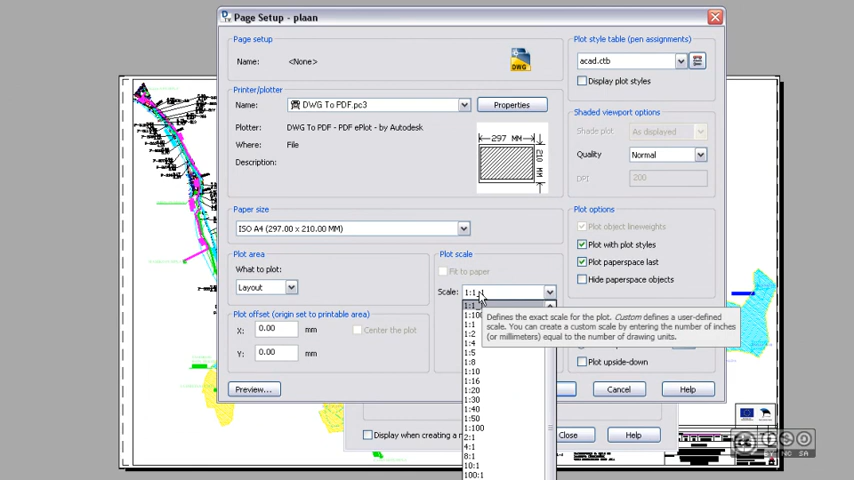 Page Setup - plaan
Page setup
Name: <None>
DWG
Plot style table (pen assignments)
acad.ctb
Display plot styles
Printer/plotter
Name: DWG To PDF.pc3
Properties
Plotter: DWG To PDF - PDF ePlot - by Autodesk
Where: File
Description:
297 MM
210 MM
Shaded viewport options
Shade plot As displayed
Quality Normal
DPI 200
Paper size
ISO A4 (297.00 x 210.00 MM)
Plot options
Plot object lineweights
Plot with plot styles
Plot paperspace last
Hide paperspace objects
Plot area
What to plot:
Layout
Plot scale
Fit to paper
Scale:
Plot offset (origin set to printable area)
X: 0.00 mm
Center the plot
Y: 0.00 mm
Defines the exact scale for the plot. Custom defines a user-defined
scale. You can create a custom scale by entering the number of inches
(or millimeters) equal to the number of drawing units.
1:1
1:2
1:4
1:5
1:8
1:10
1:16
1:20
1:30
1:40
1:50
1:100
2:1
4:1
8:1
10:1
100:1
Plot upside-down
Preview...
Cancel
Help
Display when creating a n
Close
Help
cc
BY NC SA